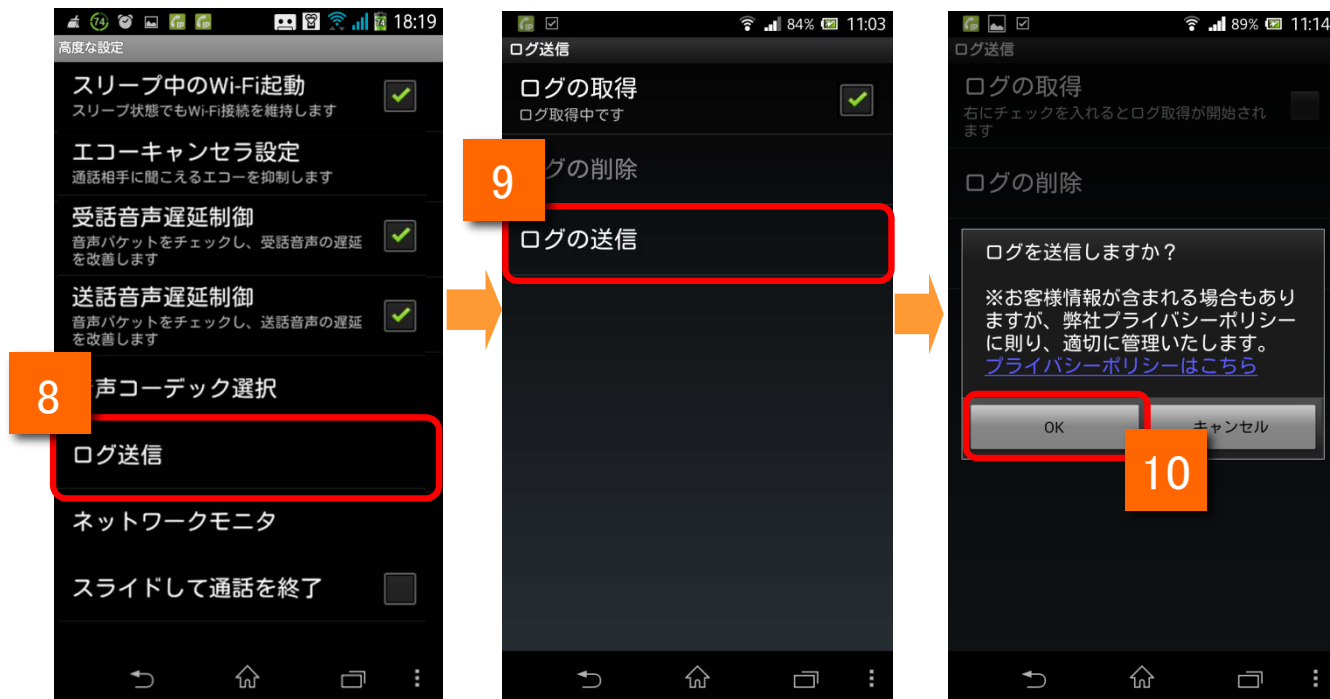 74
18:19
高度な設定
スリープ中のWi-Fi起動
スリープ状態でもWi-Fi接続を維持します
エコーキャンセラ設定
通話相手に聞こえるエコーを抑制します
受話音声遅延制御
音声パケットをチェックし、受話音声の遅延
を改善します
送話音声遅延制御
音声パケットをチェックし、送話音声の遅延
を改善します
8
声コーデック選択
ログ送信
ネットワークモニタ
スライドして通話を終了
84% 11:03
ログ送信
ログの取得
ログ取得中です
9
グの削除
ログの送信
89% 11:14
ログ送信
ログの取得
右にチェックを入れるとログ取得が開始され
ます
ログの削除
ログを送信しますか？
※お客様情報が含まれる場合もあり
ますが、弊社プライバシーポリシー
に則り、適切に管理いたします。
プライバシーポリシーはこちら
OK
キャンセル
10